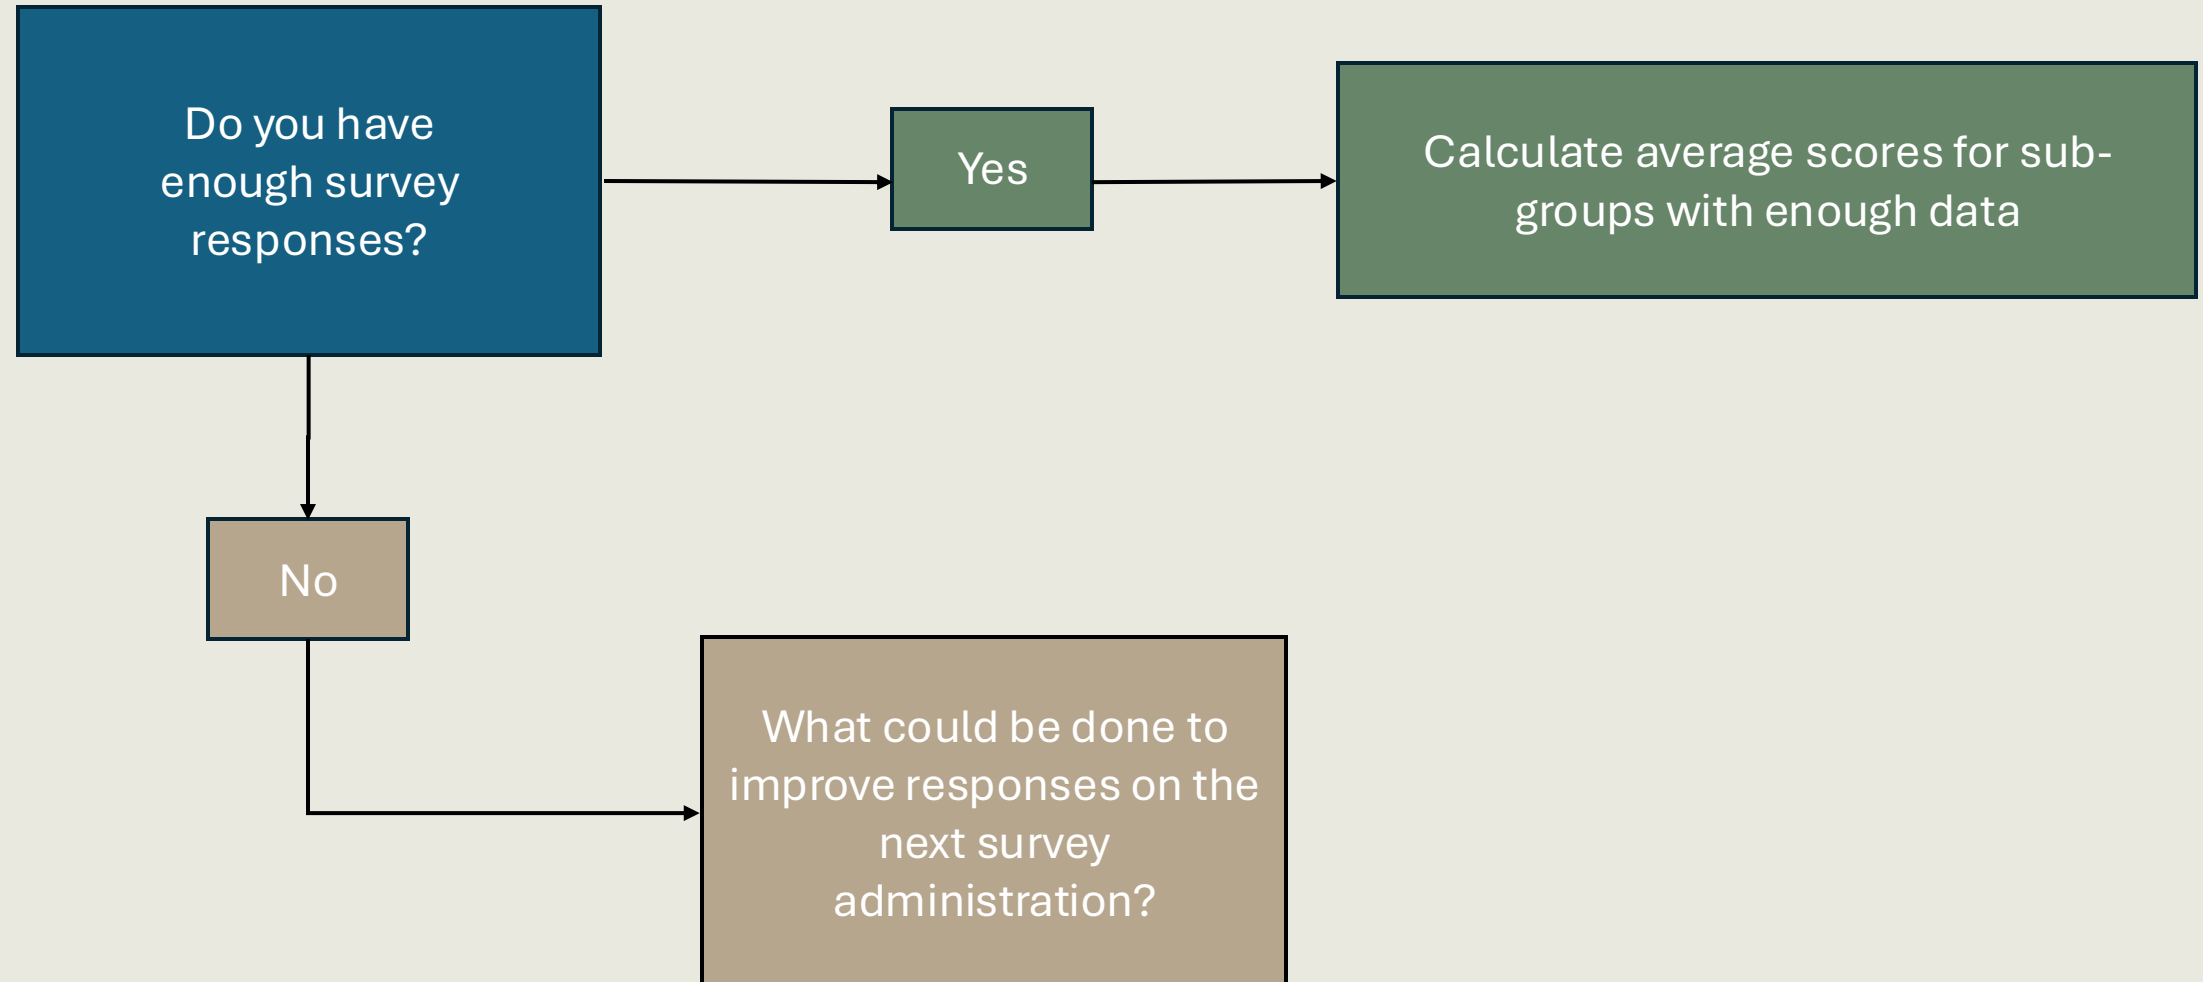 Do you have
enough survey
responses?
Yes
Calculate average scores for sub-
groups with enough data
No
What could be done to
improve responses on the
next survey
administration?